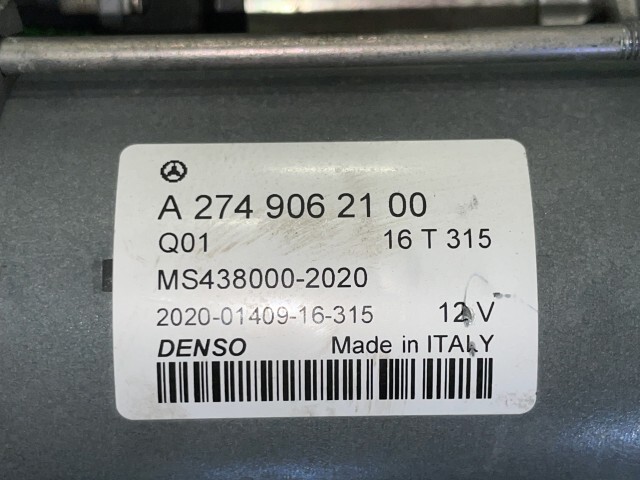 A 274 906 21 00
Q01 16 T 315
MS438000-2020
2020-01409-16-315 12 V
DENSO Made in ITALY